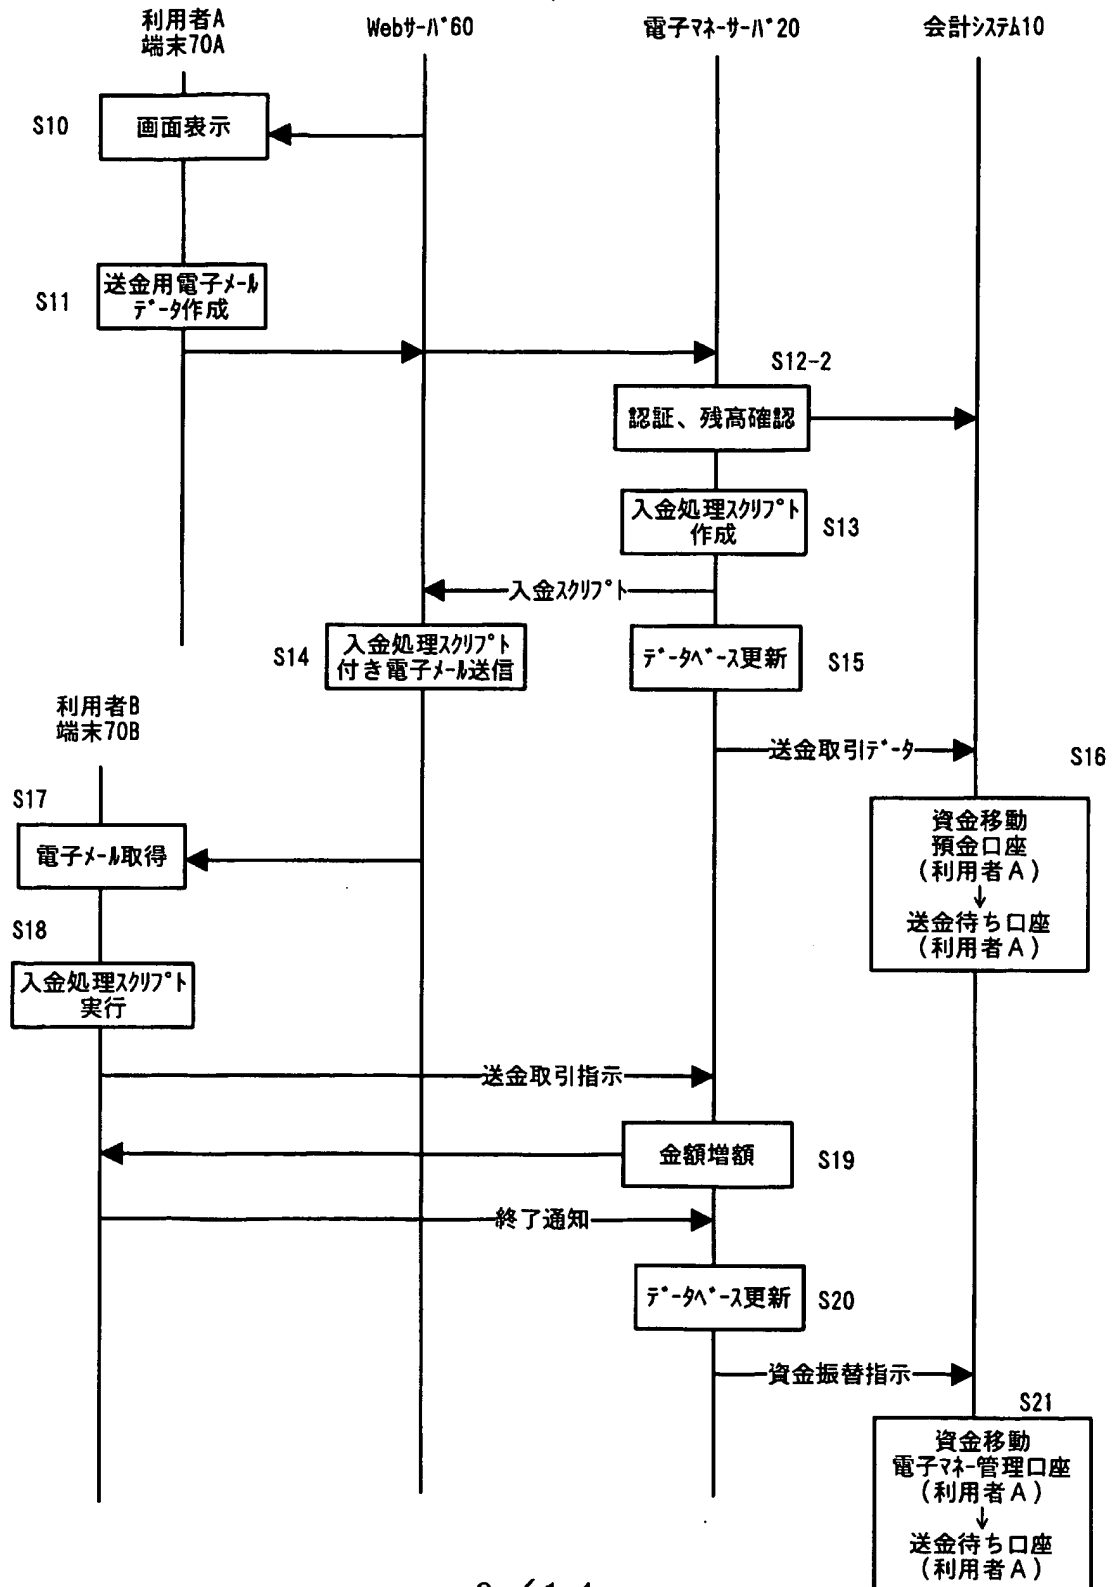 利用者A
端末70A
Webサーバ60
電子マネーサーバ20
会計システム10
S10
画面表示
S11
送金用電子メール
データ作成
S12-2
認証、残高確認
入金処理スクリプト
作成
S13
入金スクリプト
S14
入金処理スクリプト
付き電子メール送信
データベース更新
S15
利用者B
端末70B
送金取引データ
S16
資金移動
預金口座
(利用者A)
↓
送金待ち口座
(利用者A)
S17
電子メール取得
S18
入金処理スクリプト
実行
送金取引指示
金額増額
S19
終了通知
データベース更新
S20
資金振替指示
S21
資金移動
電子マネー管理口座
(利用者A)
↓
送金待ち口座
(利用者A)